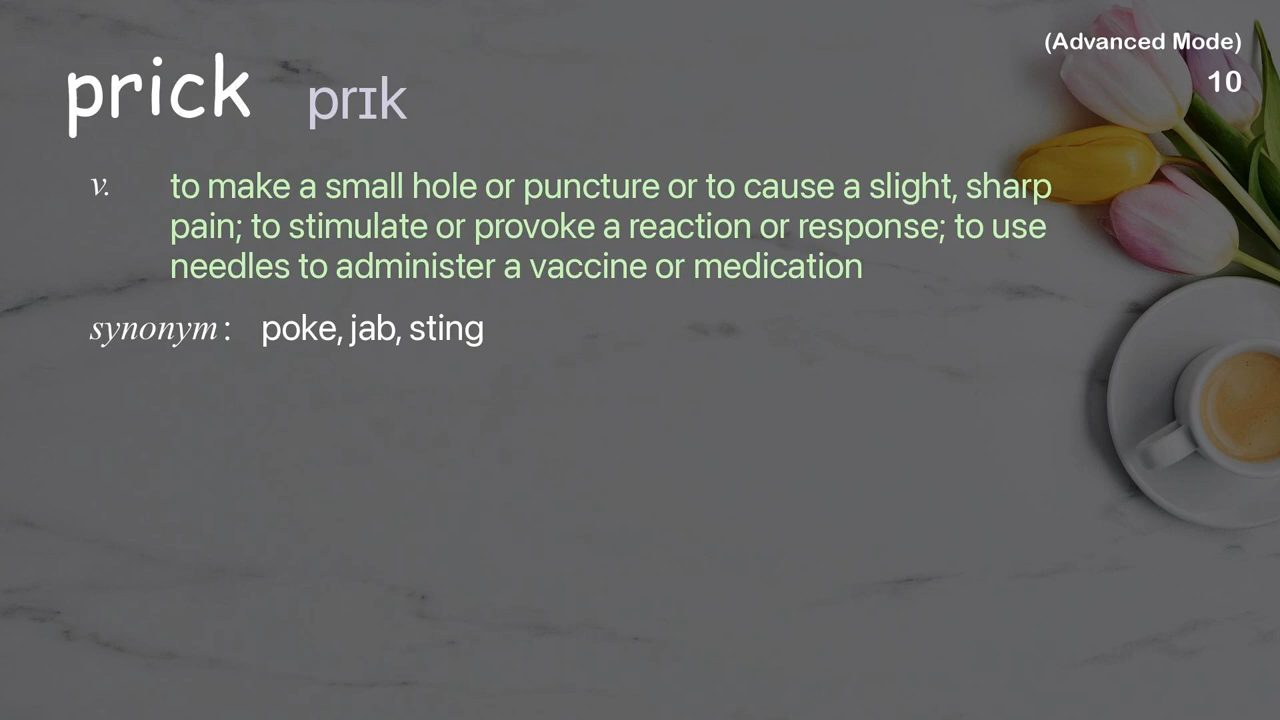 (Advanced Mode)
prick prɪk
10
v. to make a small hole or puncture or to cause a slight, sharp
pain; to stimulate or provoke a reaction or response; to use
needles to administer a vaccine or medication
synonym: poke, jab, sting